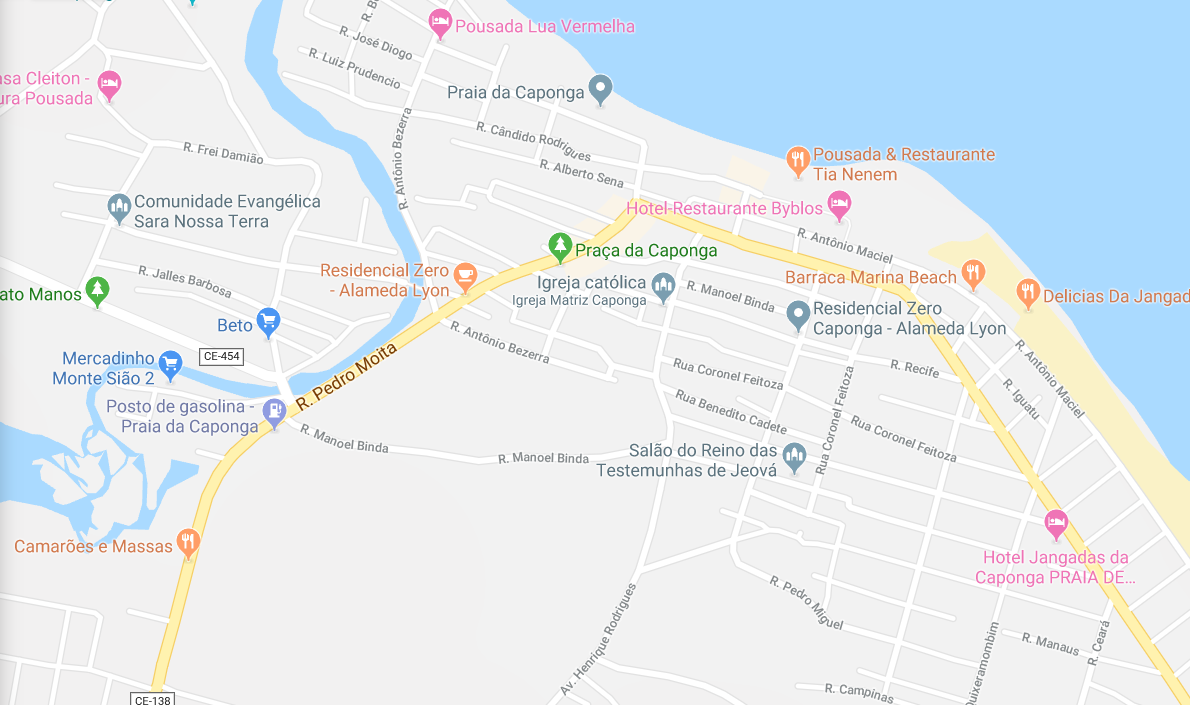 R. José Diogo
Pousada Lua Vermelha
R. Luiz Prudencio
asa Cleiton -
ura Pousada
Praia da Caponga
R. Antônio Bezerra
R. Cândido Rodrigues
R. Frei Damião
R. Alberto Sena
Pousada & Restaurante
Tia Nenem
Comunidade Evangélica
Sara Nossa Terra
Hotel-Restaurante Byblos
R. Antônio Maciel
Praça da Caponga
Residencial Zero
- Alameda Lyon
Igreja católica
Igreja Matriz Caponga
Barraca Marina Beach
R. Jalles Barbosa
ato Manos
R. Manoel Binda
Delicias Da Jangad
Residencial Zero
Caponga - Alameda Lyon
Beto
R. Antônio Bezerra
CE-454
Mercadinho
Monte Sião 2
R. Pedro Moita
Rua Coronel Feitoza
R. Recife
R. Antônio Maciel
R. Iguatu
Rua Benedito Cadete
Rua Coronel Feitoza
Rua Coronel Feitoza
Posto de gasolina -
Praia da Caponga
R. Manoel Binda
R. Manoel Binda
Salão do Reino das
Testemunhas de Jeová
Camarões e Massas
Hotel Jangadas da
Caponga PRAIA DE...
R. Pedro Miguel
Av. Henrique Rodrigues
Quixeramombim
R. Manaus
R. Ceará
R. Campinas
CE-138